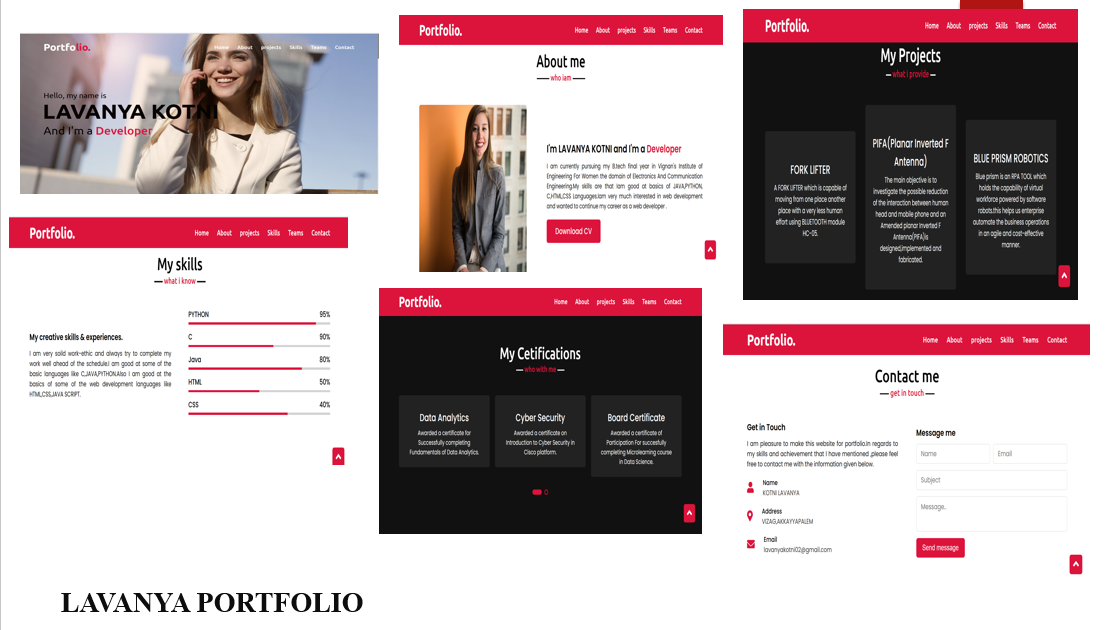 Portfolio.
Home About projects Skills Teams Contact
Hello, my name is
LAVANYA KOTNI
And I'm a Developer
Portfolio.
Home About projects Skills Teams Contact
About me
who iam
I'm LAVANYA KOTNI and I'm a Developer
I am currently pursuing my B.tech final year in Vignan's Institute of
Engineering For Women the domain of Electronics And Communication
Engineering.My skills are that Iam good at basics of JAVA,PYTHON,
C,HTML,CSS Languages.Iam very much interested in web development
and wanted to continue my career as a web developer .
Download CV
Portfolio.
Home About projects Skills Teams Contact
My Projects
what i provide
FORK LIFTER
A FORK LIFTER which is capable of
moving from one place another
place with a very less human
effort using BLUETOOTH module
HC-05.
PIFA(Planar Inverted F
Antenna)
The main objective is to
investigate the possible reduction
of the interaction between human
head and mobile phone and an
Amended planar Inverted F
Antenna(PIFA)is
designed,implemented and
fabricated.
BLUE PRISM ROBOTICS
Blue prism is an RPA TOOL which
holds the capability of virtual
workforce powered by software
robots.this helps us enterprise
automate the business operations
in an agile and cost-effective
manner.
Portfolio.
Home About projects Skills Teams Contact
My skills
what i know
My creative skills & experiences.
I am very solid work-ethic and always try to complete my
work well ahead of the schedule.I am good at some of the
basic languages like C,JAVA,PYTHON.Also I am good at the
basics of some of the web development languages like
HTML,CSS,JAVA SCRIPT.
PYTHON 95%
C 90%
Java 80%
HTML 50%
CSS 40%
Portfolio.
Home About projects Skills Teams Contact
My Cetifications
who with me
Data Analytics
Awarded a certificate for
Successfully completing
Fundamentals of Data Analytics.
Cyber Security
Awarded a certificate on
Introduction to Cyber Security in
Cisco platform.
Board Certificate
Awarded a certificate of
Participation For succesfully
completing Microlearning course
in Data Science.
Portfolio.
Home About projects Skills Teams Contact
Contact me
get in touch
Get in Touch
I am pleasure to make this website for portfolio.In regards to
my skills and achievement that I have mentioned .please feel
free to contact me with the information given below.
Name
KOTNI LAVANYA
Address
VIZAG,AKKAYYAPALEM
Email
lavanyakotni02@gmail.com
Message me
Name
Email
Subject
Message..
Send message
LAVANYA PORTFOLIO